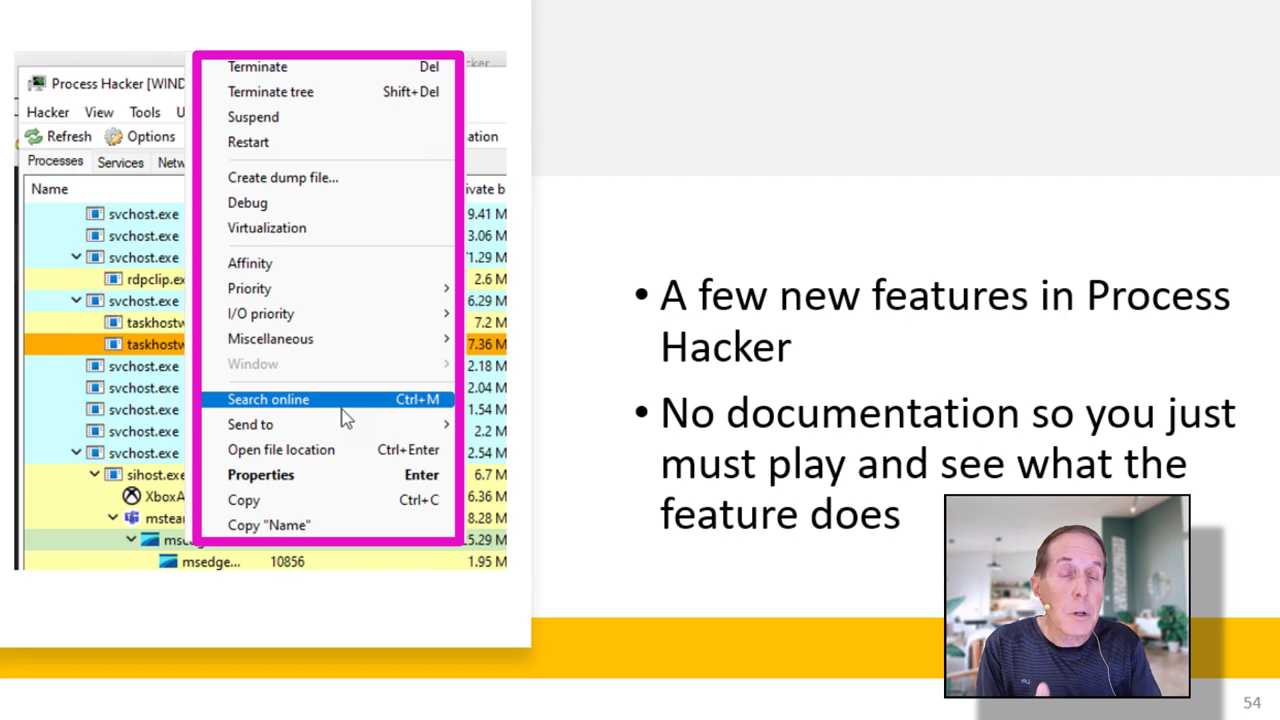 Process Hacker [WIND
cker
Hacker View Tools U
Refresh Options ation
Processes Services Netw
Name ivate b
svchost.exe 9.41 M
svchost.exe 3.06 M
svchost.exe 71.29 M
rdpclip.ex 2.6 M
svchost.exe 6.29 M
taskhostw 7.2 M
taskhostw 7.36 M
svchost.exe 2.18 M
svchost.exe 2.04 M
svchost.exe 1.54 M
svchost.exe 2.2 M
svchost.exe 2.54 M
sihost.exe 6.7 M
XboxA 6.36 M
mstea 8.28 M
msedg 5.29 M
msedge... 10856 1.95 M
Terminate Del
Terminate tree Shift+Del
Suspend
Restart
Create dump file...
Debug
Virtualization
Affinity
Priority
I/O priority
Miscellaneous
Window
Search online Ctrl+M
Send to
Open file location Ctrl+Enter
Properties Enter
Copy Ctrl+C
Copy "Name"
• A few new features in Process
Hacker
• No documentation so you just
must play and see what the
feature does
54